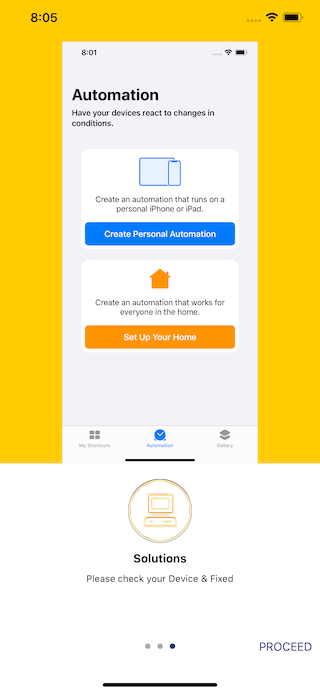 8:05
8:01
Automation
Have your devices react to changes in
conditions.
Create an automation that runs on a
personal iPhone or iPad.
Create Personal Automation
Create an automation that works for
everyone in the home.
Set Up Your Home
My Shortcuts
Automation
Gallery
Solutions
Please check your Device & Fixed
PROCEED